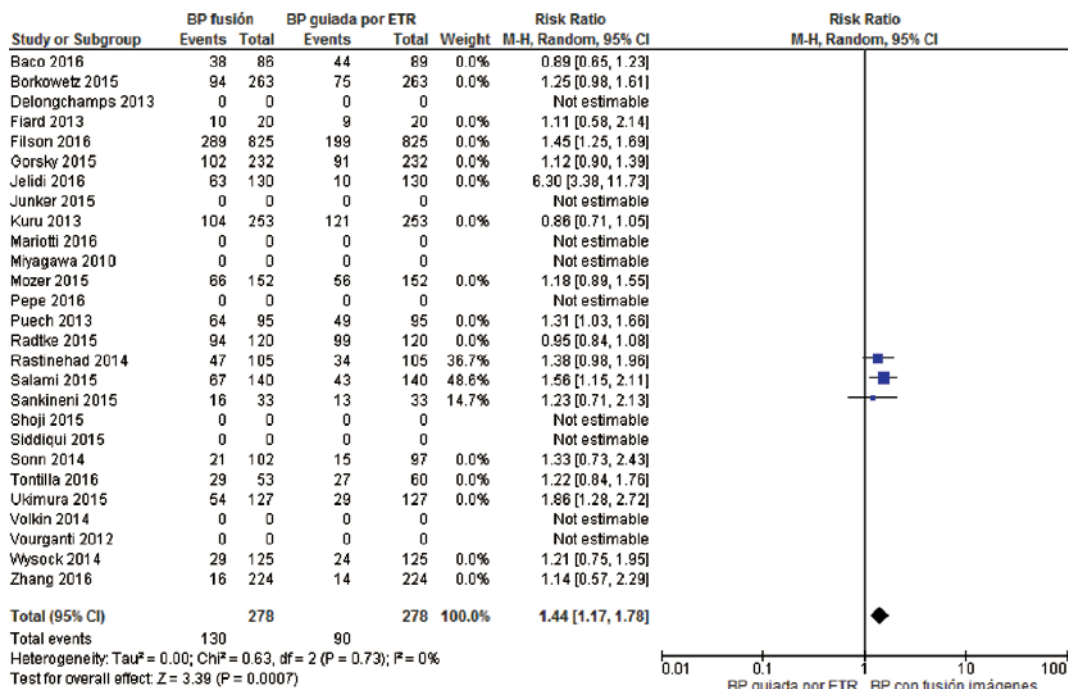 BP fusión BP guiada por ETR Risk Ratio Risk Ratio
Study or Subgroup Events Total Events Total Weight M-H, Random, 95% CI M-H, Random, 95% CI
Baco 2016 38 86 44 89 0.0% 0.89 [0.65, 1.23]
Borkowetz 2015 94 263 75 263 0.0% 1.25 [0.98, 1.61]
Delongchamps 2013 0 0 0 0 Not estimable
Fiard 2013 10 20 9 20 0.0% 1.11 [0.58, 2.14]
Filson 2016 289 825 199 825 0.0% 1.45 [1.25, 1.69]
Gorsky 2015 102 232 91 232 0.0% 1.12 [0.90, 1.39]
Jelidi 2016 63 130 10 130 0.0% 6.30 [3.38, 11.73]
Junker 2015 0 0 0 0 Not estimable
Kuru 2013 104 253 121 253 0.0% 0.86 [0.71, 1.05]
Mariotti 2016 0 0 0 0 Not estimable
Miyagawa 2010 0 0 0 0 Not estimable
Mozer 2015 66 152 56 152 0.0% 1.18 [0.89, 1.55]
Pepe 2016 0 0 0 0 Not estimable
Puech 2013 64 95 49 95 0.0% 1.31 [1.03, 1.66]
Radtke 2015 94 120 99 120 0.0% 0.95 [0.84, 1.08]
Rastinehad 2014 47 105 34 105 36.7% 1.38 [0.98, 1.96]
Salami 2015 67 140 43 140 48.6% 1.56 [1.15, 2.11]
Sankineni 2015 16 33 13 33 14.7% 1.23 [0.71, 2.13]
Shoji 2015 0 0 0 0 Not estimable
Siddiqui 2015 0 0 0 0 Not estimable
Sonn 2014 21 102 15 97 0.0% 1.33 [0.73, 2.43]
Tontilla 2016 29 53 27 60 0.0% 1.22 [0.84, 1.76]
Ukimura 2015 54 127 29 127 0.0% 1.86 [1.28, 2.72]
Volkin 2014 0 0 0 0 Not estimable
Vourganti 2012 0 0 0 0 Not estimable
Wysock 2014 29 125 24 125 0.0% 1.21 [0.75, 1.95]
Zhang 2016 16 224 14 224 0.0% 1.14 [0.57, 2.29]
Total (95% CI) 278 278 100.0% 1.44 [1.17, 1.78]
Total events 130 90
Heterogeneity: Tau² = 0.00; Chi² = 0.63, df = 2 (P = 0.73); I² = 0%
Test for overall effect: Z = 3.39 (P = 0.0007)
0.01 0.1 1 10 100
BP guiada por ETR BP con fusión imágenes